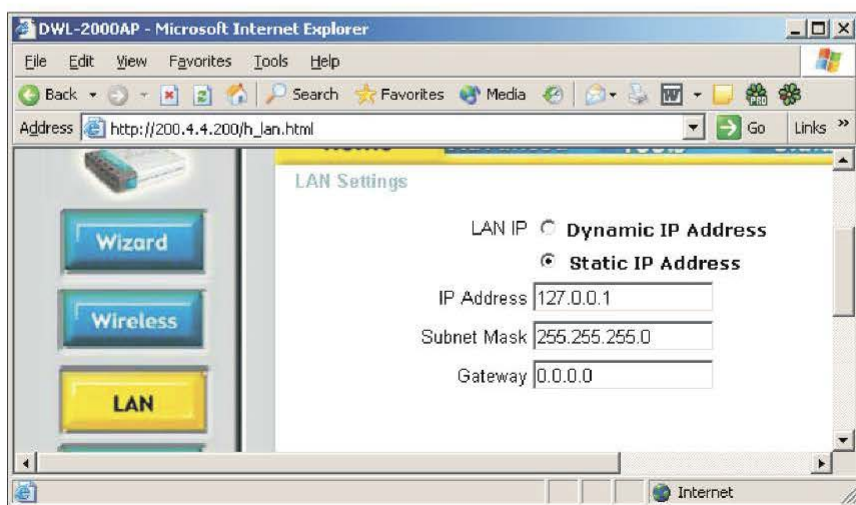 DWL-2000AP - Microsoft Internet Explorer
File Edit View Favorites Tools Help
Back Search Favorites Media
Address http://200.4.4.200/h_lan.html Go Links »
LAN Settings
Wizard
Wireless
LAN
LAN IP Dynamic IP Address
Static IP Address
IP Address 127.0.0.1
Subnet Mask 255.255.255.0
Gateway 0.0.0.0
Internet